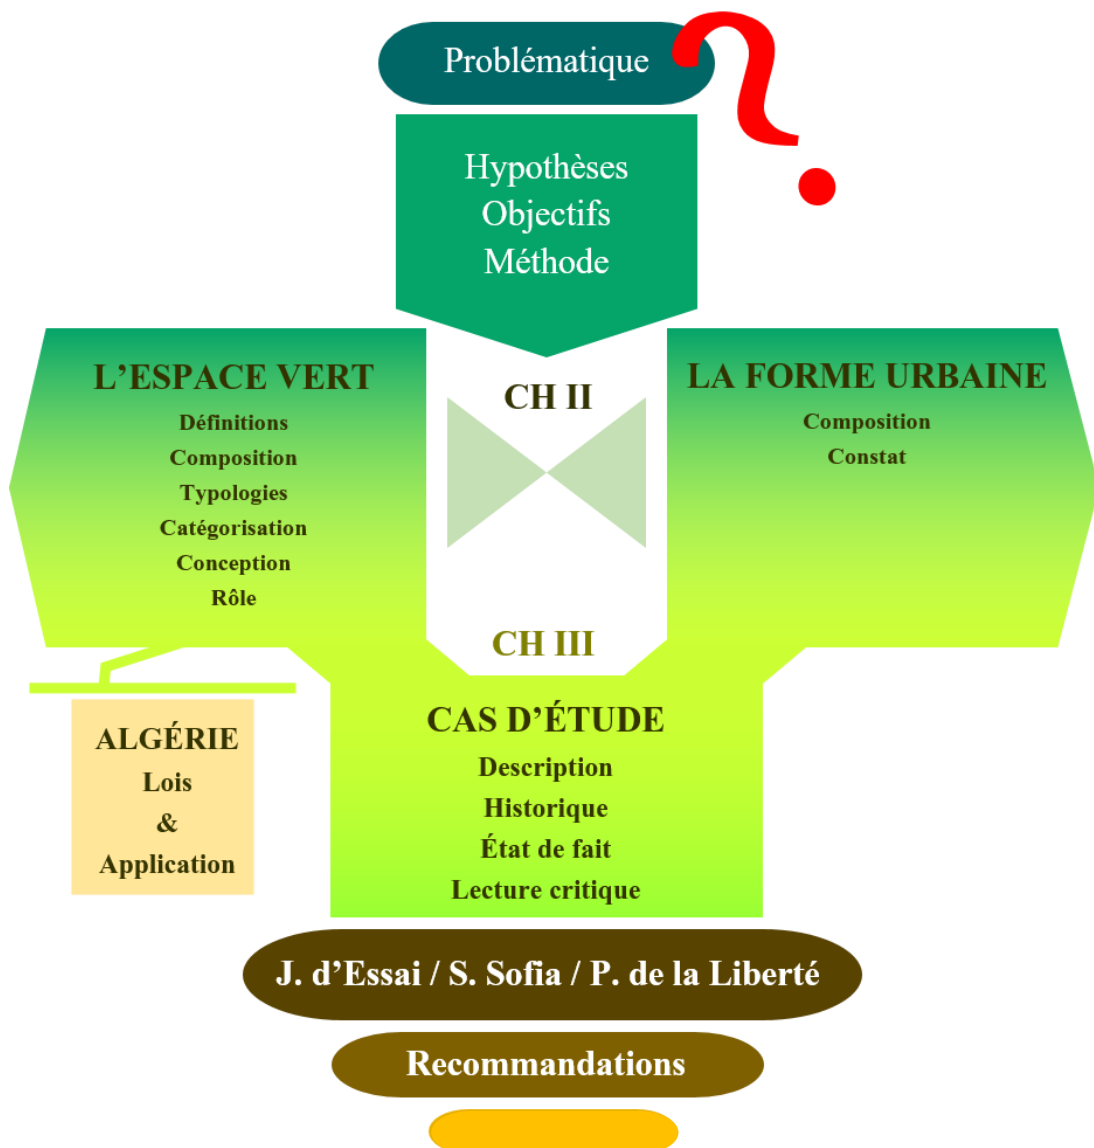 Problématique
?
Hypothèses
Objectifs
Méthode
L’ESPACE VERT
Définitions
Composition
Typologies
Catégorisation
Conception
Rôle
CH II
LA FORME URBAINE
Composition
Constat
CH III
ALGÉRIE
Lois
&
Application
CAS D’ÉTUDE
Description
Historique
État de fait
Lecture critique
J. d’Essai / S. Sofia / P. de la Liberté
Recommandations